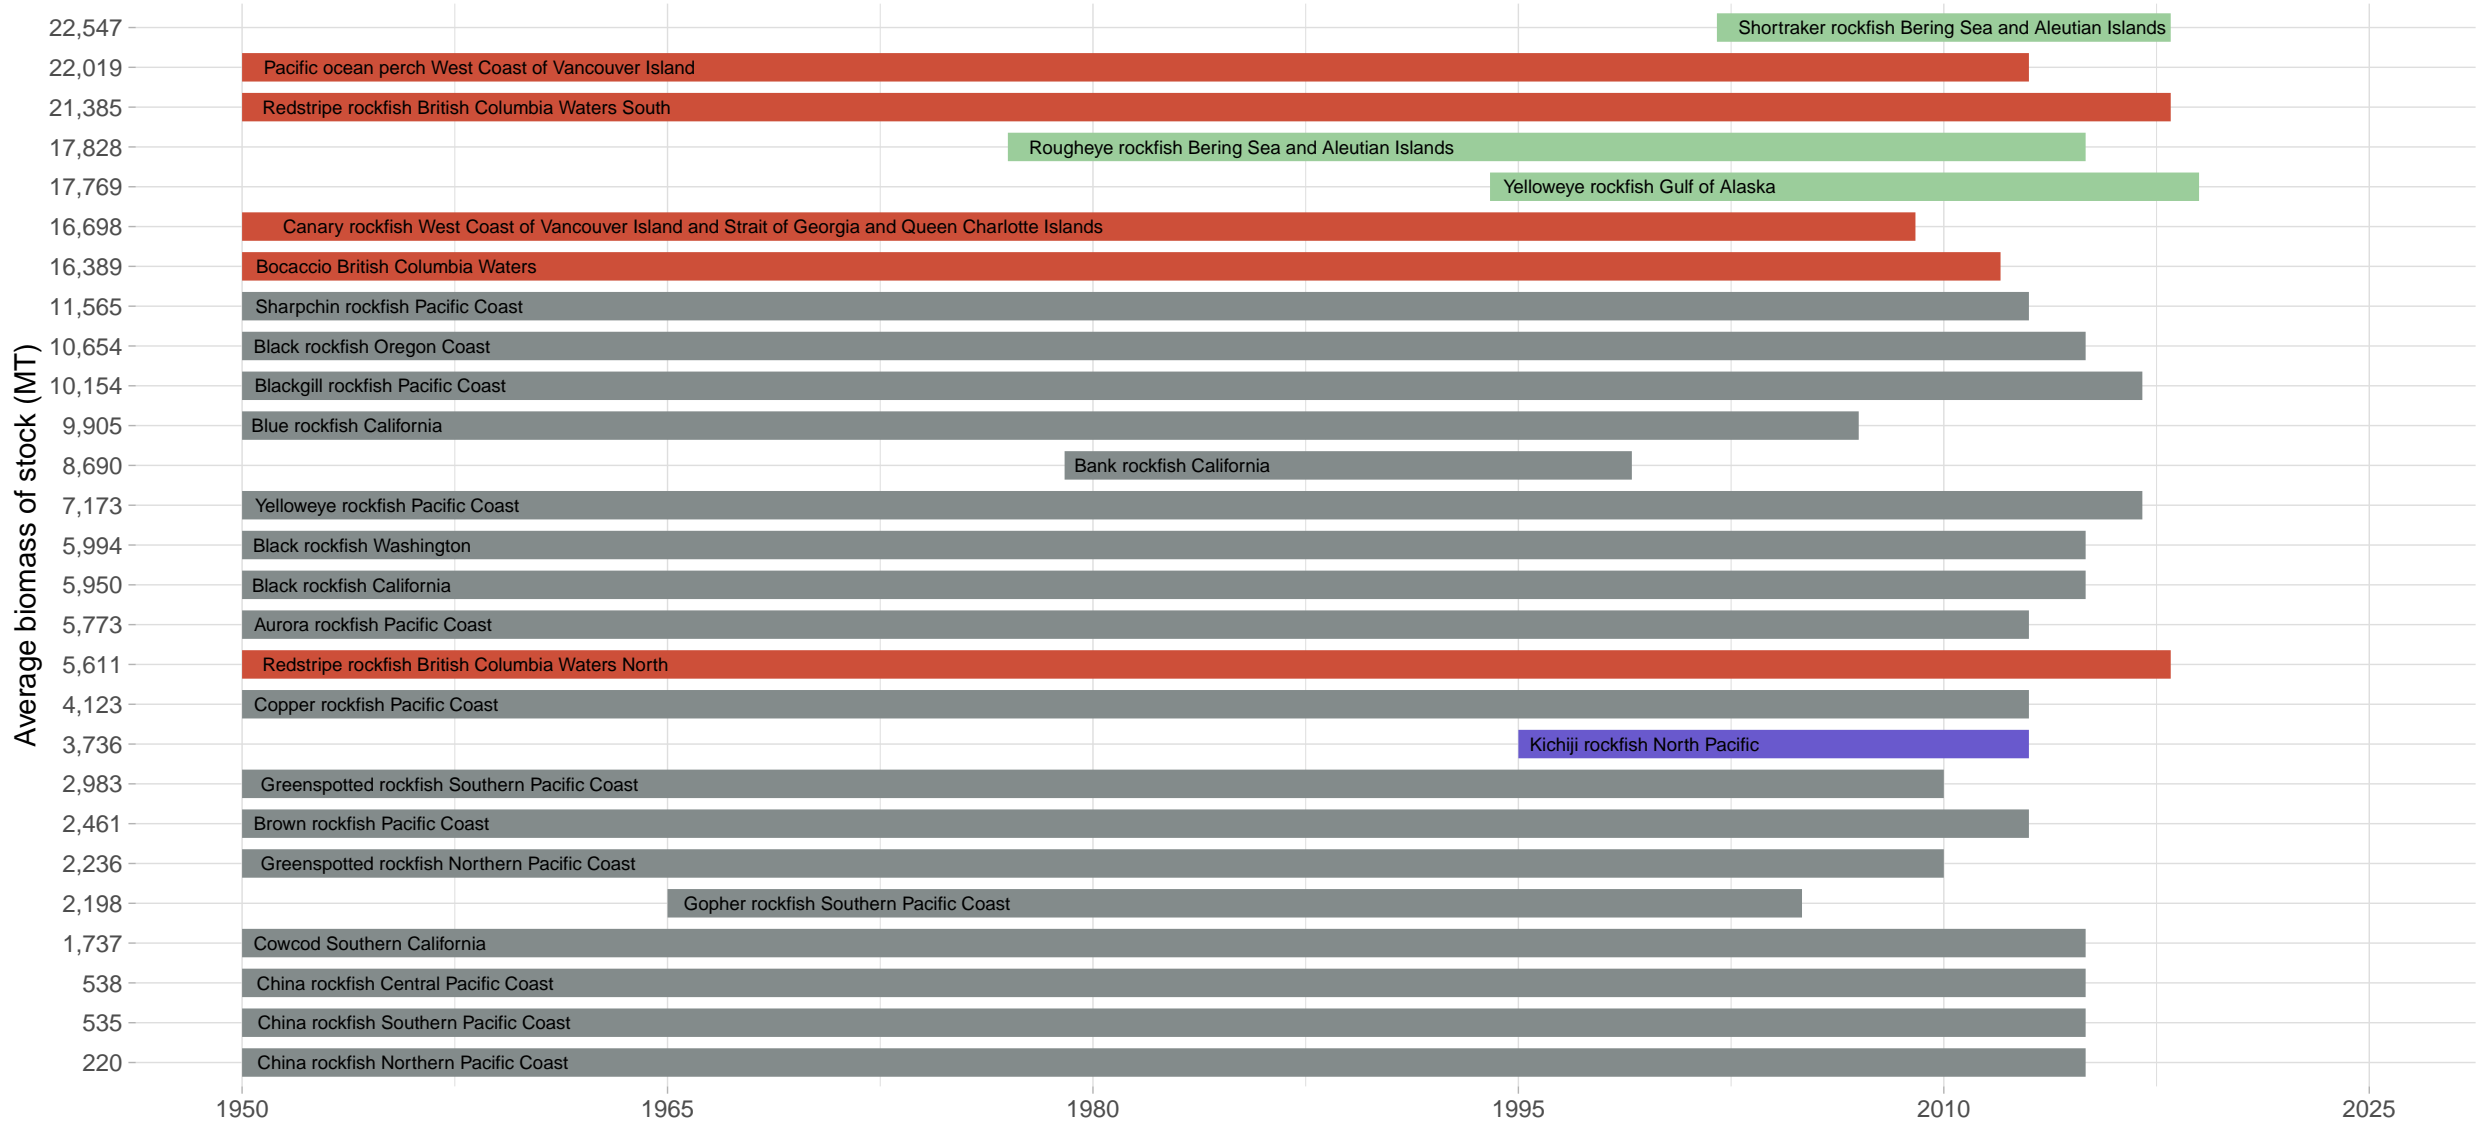 Average biomass of stock (MT)
22,547 Shortraker rockfish Bering Sea and Aleutian Islands
22,019 Pacific ocean perch West Coast of Vancouver Island
21,385 Redstripe rockfish British Columbia Waters South
17,828 Rougheye rockfish Bering Sea and Aleutian Islands
17,769 Yelloweye rockfish Gulf of Alaska
16,698 Canary rockfish West Coast of Vancouver Island and Strait of Georgia and Queen Charlotte Islands
16,389 Bocaccio British Columbia Waters
11,565 Sharpchin rockfish Pacific Coast
10,654 Black rockfish Oregon Coast
10,154 Blackgill rockfish Pacific Coast
9,905 Blue rockfish California
8,690 Bank rockfish California
7,173 Yelloweye rockfish Pacific Coast
5,994 Black rockfish Washington
5,950 Black rockfish California
5,773 Aurora rockfish Pacific Coast
5,611 Redstripe rockfish British Columbia Waters North
4,123 Copper rockfish Pacific Coast
3,736 Kichiji rockfish North Pacific
2,983 Greenspotted rockfish Southern Pacific Coast
2,461 Brown rockfish Pacific Coast
2,236 Greenspotted rockfish Northern Pacific Coast
2,198 Gopher rockfish Southern Pacific Coast
1,737 Cowcod Southern California
538 China rockfish Central Pacific Coast
535 China rockfish Southern Pacific Coast
220 China rockfish Northern Pacific Coast
1950 1965 1980 1995 2010 2025